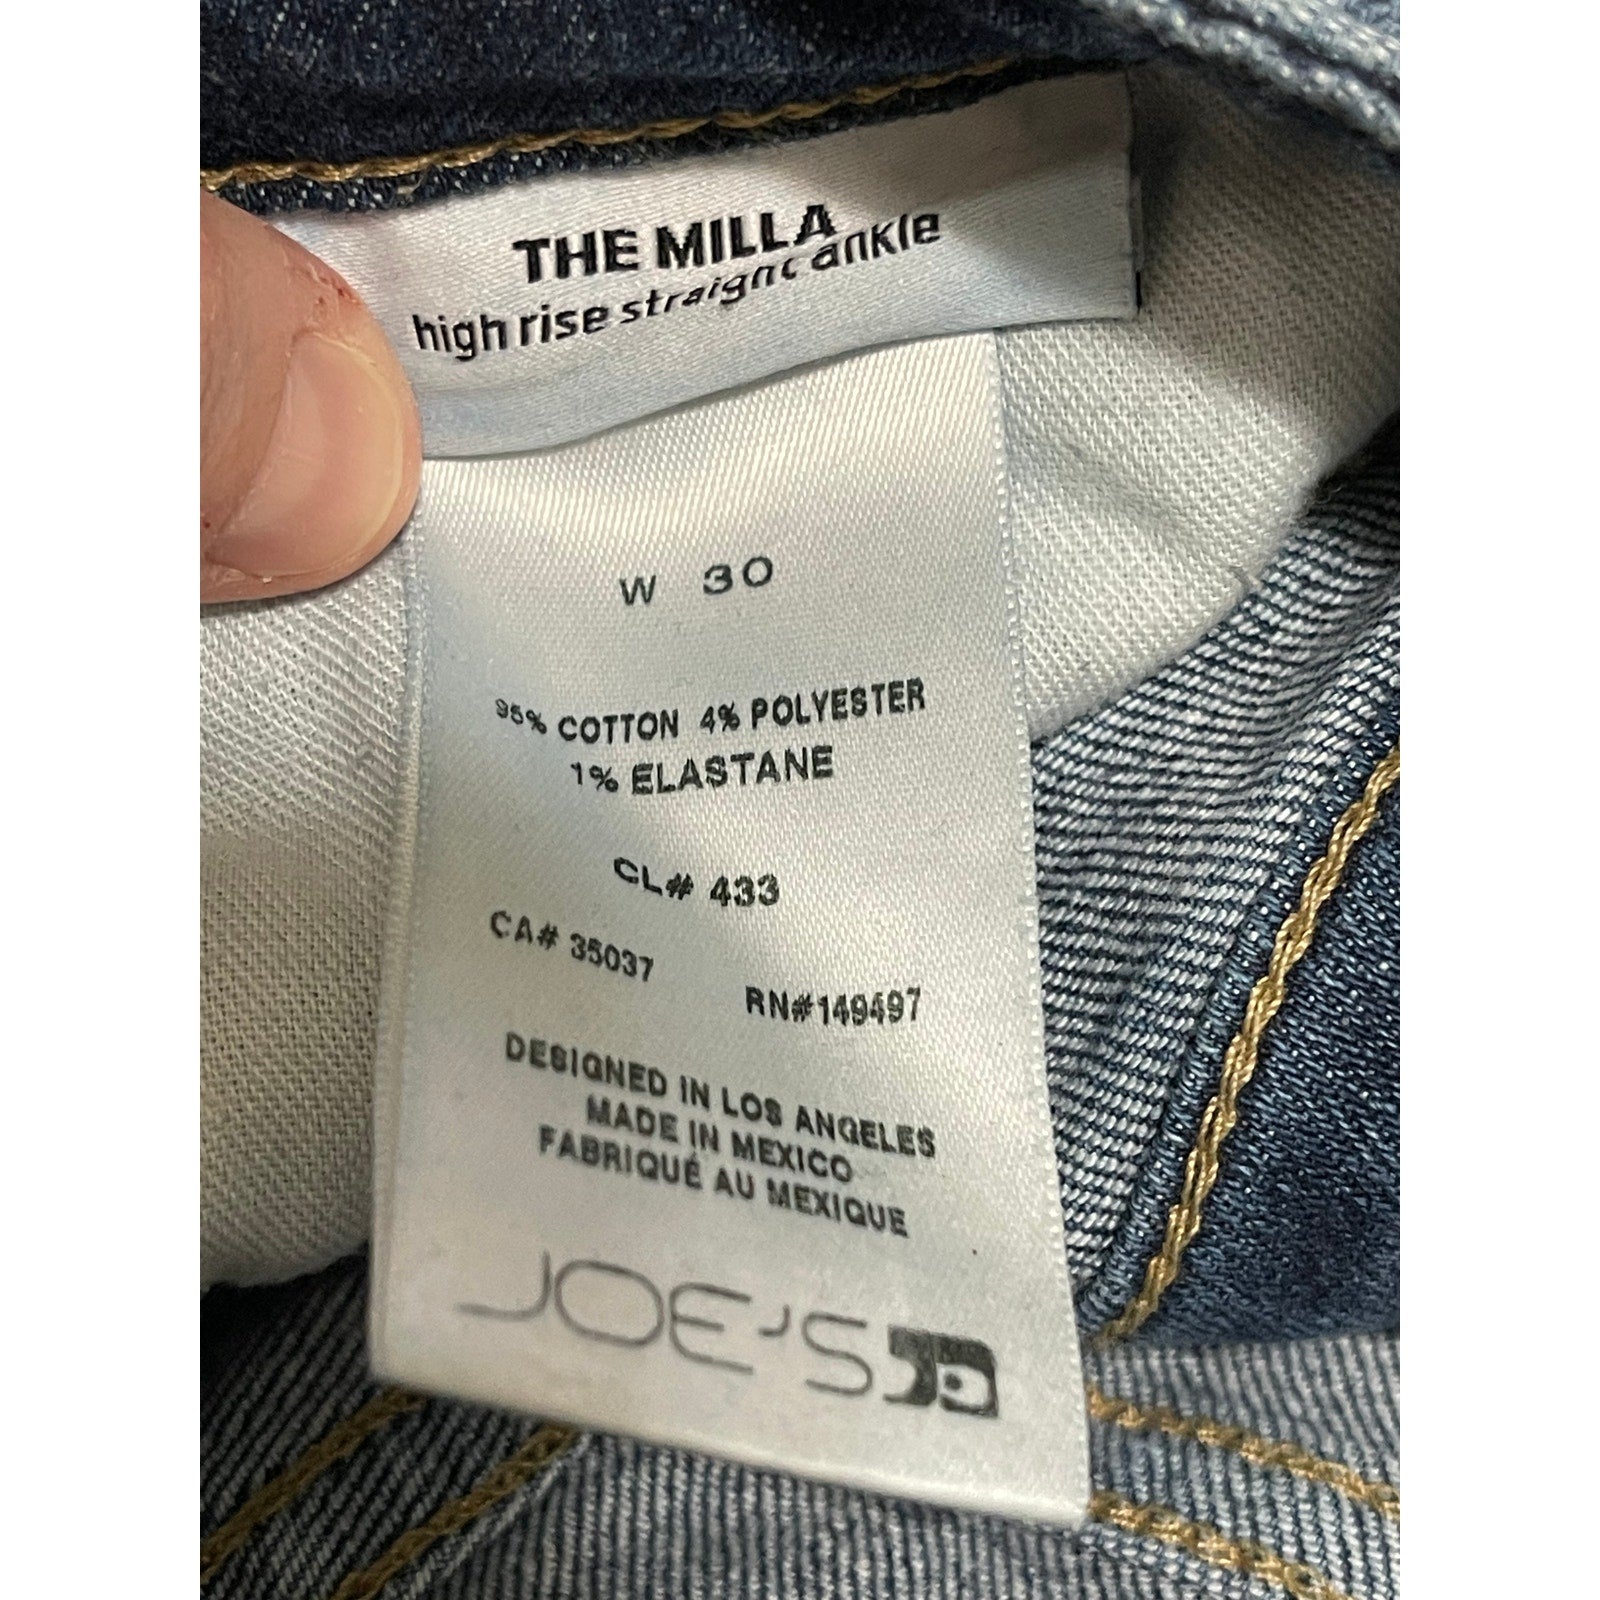 THE MILLA
high rise straight ankle
W 30
95% COTTON 4% POLYESTER
1% ELASTANE
CL# 433
CA# 35037
RN#149497
DESIGNED IN LOS ANGELES
MADE IN MEXICO
FABRIQUÉ AU MEXIQUE
JOE'S